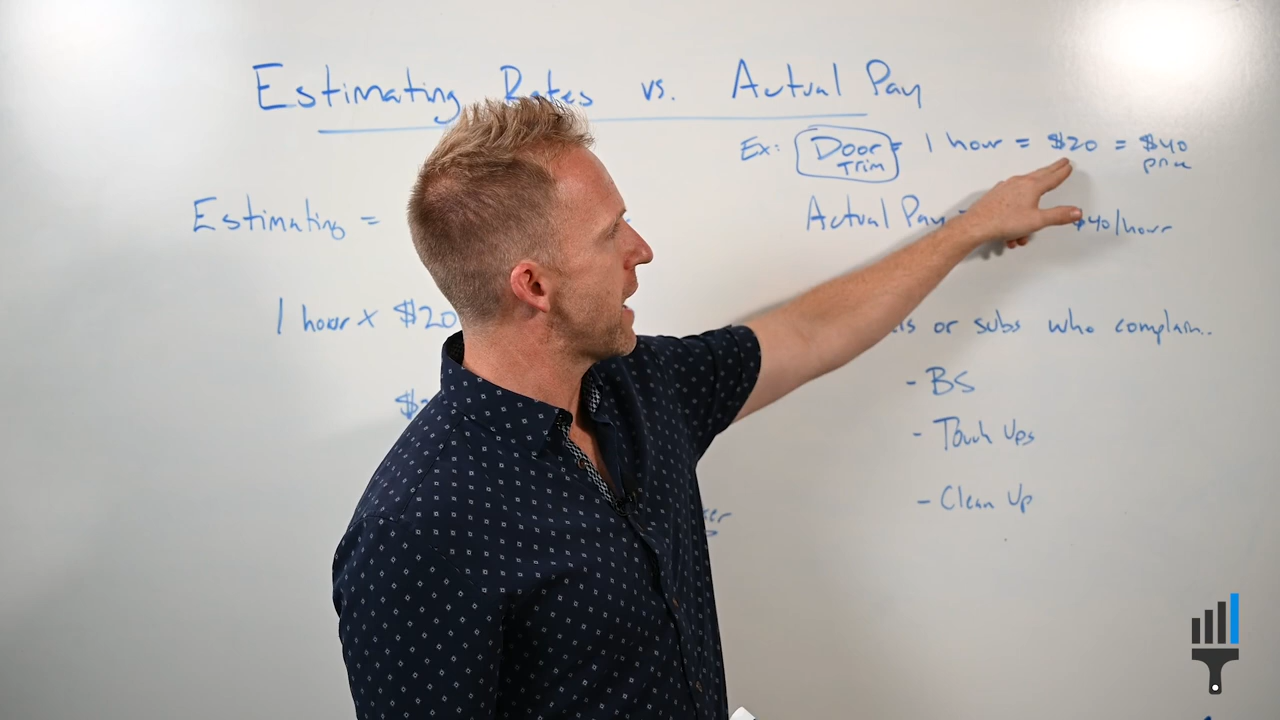 Estimating Rates vs. Actual Pay
Ex: Door Trim = 1 hour = $20 = $40 price
Estimating =
Actual Pay = $40/hour
1 hour x $20
or subs who complain..
- BS
- Touch Ups
- Clean Up